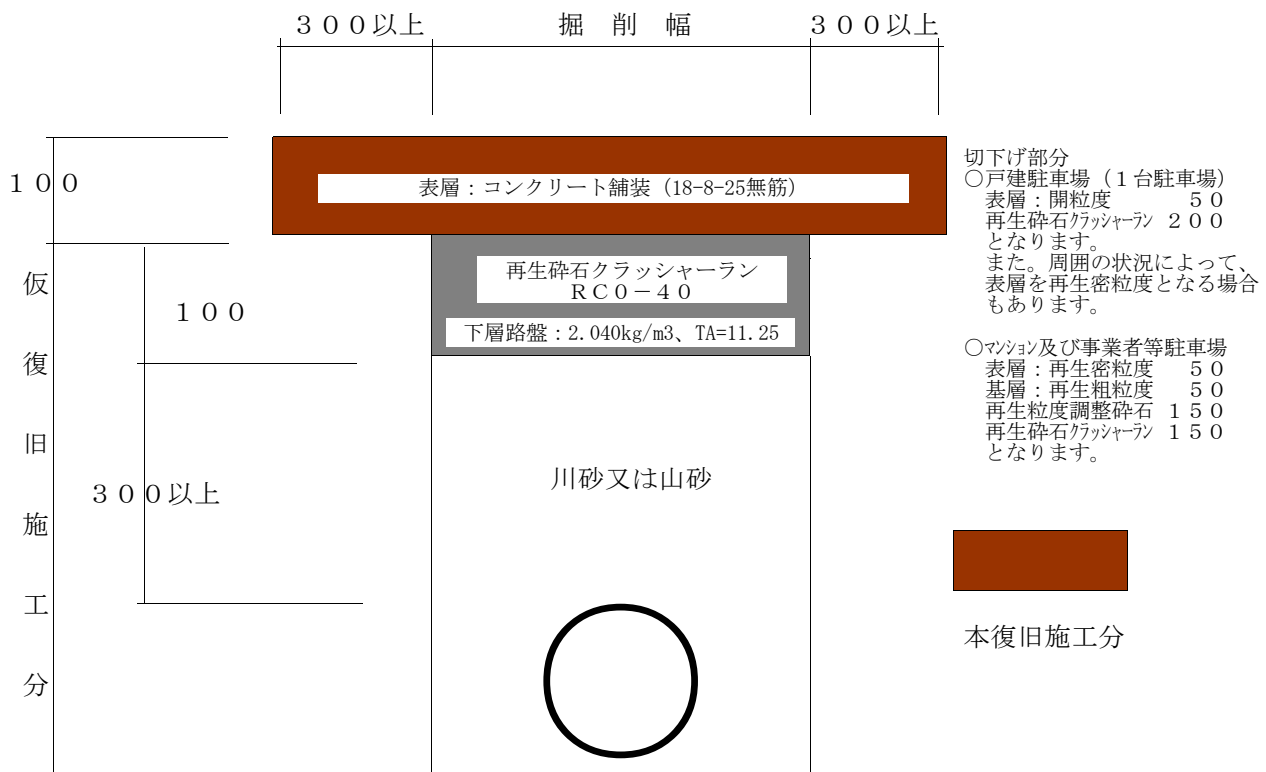 ３００以上
掘　削　幅
３００以上
１００
表層：コンクリート舗装（18-8-25無筋）
再生砕石クラッシャーラン
ＲＣ０－４０
下層路盤：2.040kg/m3、TA=11.25
１００
３００以上
仮
復
旧
施
工
分
川砂又は山砂
切下げ部分
○戸建駐車場（１台駐車場）
表層：開粒度　５０
再生砕石ｸﾗｯｼｬｰﾗﾝ　２００
となります。
また。周囲の状況によって、
表層を再生密粒度となる場合
もあります。
○ﾏﾝｼｮﾝ及び事業者等駐車場
表層：再生密粒度　５０
基層：再生粗粒度　５０
再生粒度調整砕石　１５０
再生砕石ｸﾗｯｼｬｰﾗﾝ　１５０
となります。
本復旧施工分